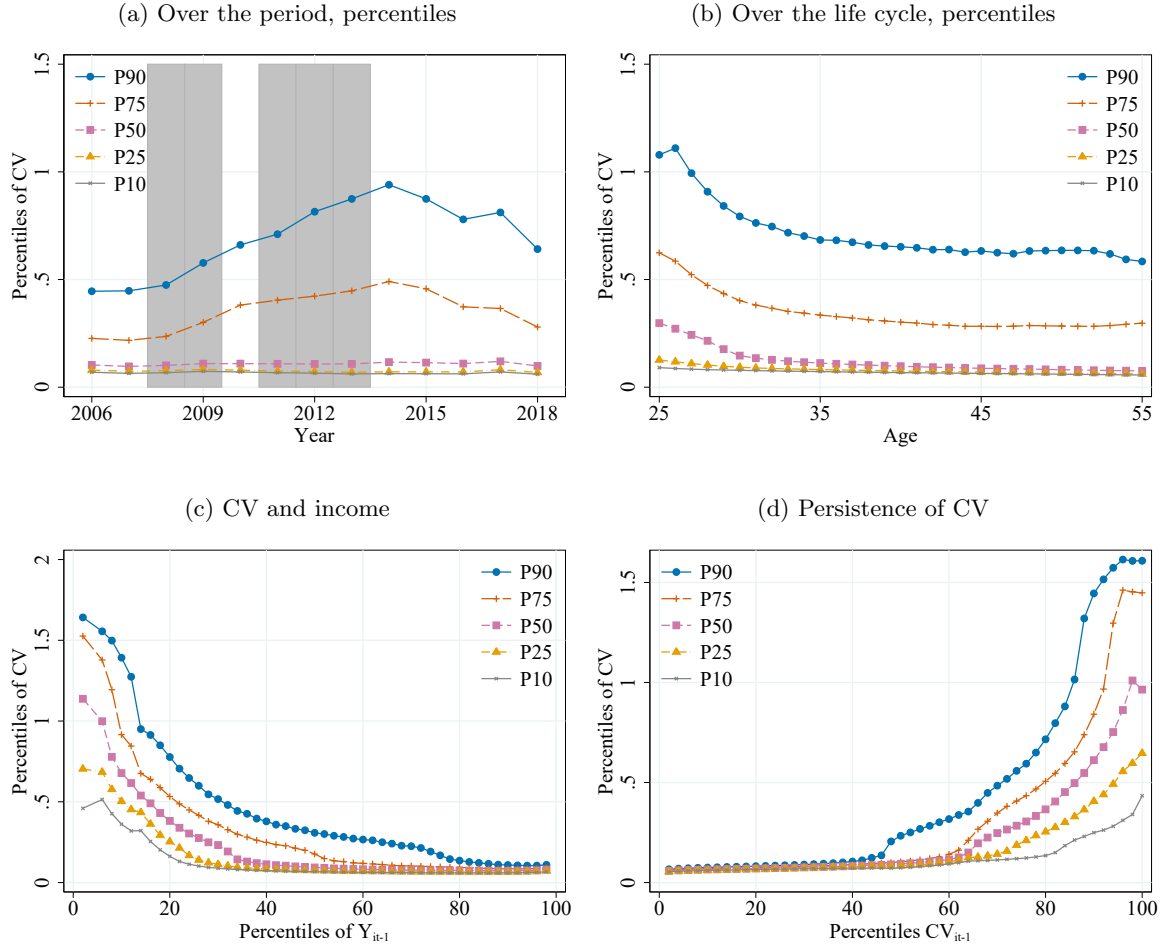 (a) Over the period, percentiles
Percentiles of CV
1.5
1
.5
0
P90
P75
P50
P25
P10
2006
2009
2012
2015
2018
Year
(b) Over the life cycle, percentiles
Percentiles of CV
1.5
1
.5
0
P90
P75
P50
P25
P10
25
35
45
55
Age
(c) CV and income
Percentiles of CV
2
1.5
1
.5
0
P90
P75
P50
P25
P10
0
20
40
60
80
100
Percentiles of Y_{it-1}
(d) Persistence of CV
Percentiles of CV
1.5
1
.5
0
P90
P75
P50
P25
P10
0
20
40
60
80
100
Percentiles CV_{it-1}